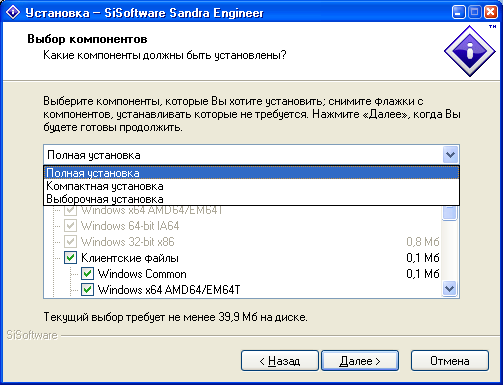 Установка – SiSoftware Sandra Engineer
Выбор компонентов
Какие компоненты должны быть установлены?
TM
Выберите компоненты, которые Вы хотите установить; снимите флажки с
компонентов, устанавливать которые не требуется. Нажмите «Далее», когда Вы
будете готовы продолжить.
Полная установка
Полная установка
Компактная установка
Выборочная установка
Windows x64 AMD64/EM64T
Windows 64-bit IA64
Windows 32-bit x86 0,8 Мб
Клиентские файлы 0,1 Мб
Windows Common 0,1 Мб
Windows x64 AMD64/EM64T
Текущий выбор требует не менее 39,9 Мб на диске.
SiSoftware
< Назад Далее > Отмена